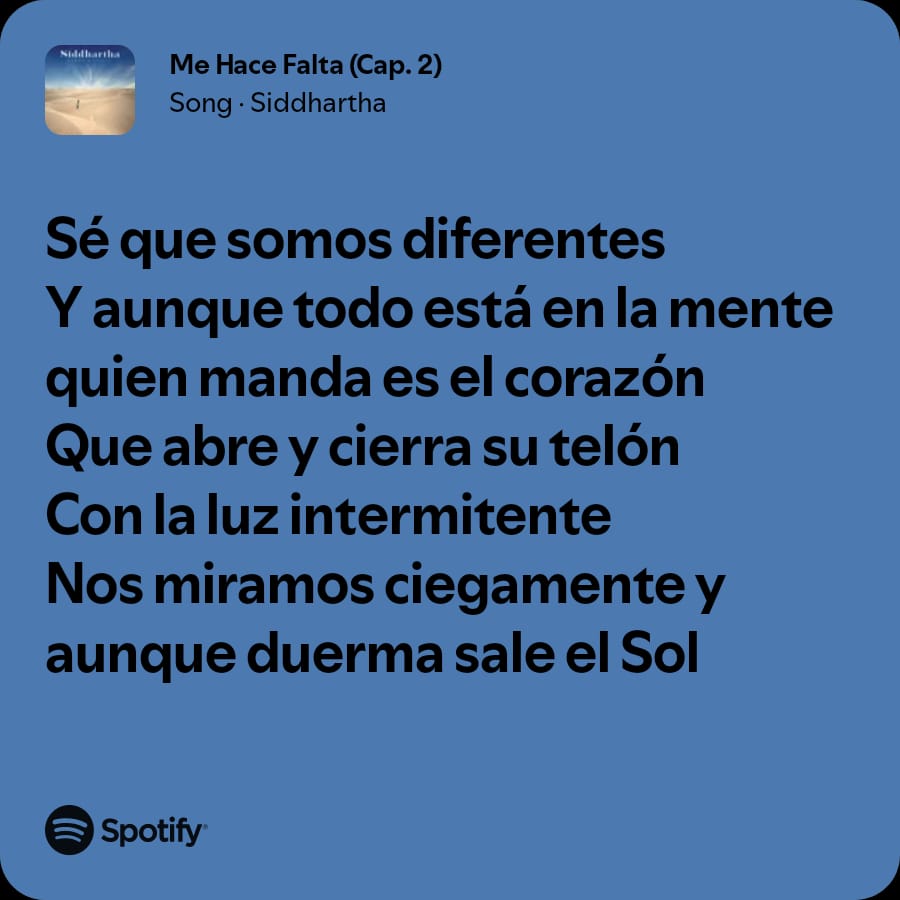 Siddhartha
Me Hace Falta (Cap. 2)
Song · Siddhartha
Sé que somos diferentes
Y aunque todo está en la mente
quien manda es el corazón
Que abre y cierra su telón
Con la luz intermitente
Nos miramos ciegamente y
aunque duerma sale el Sol
Spotify®